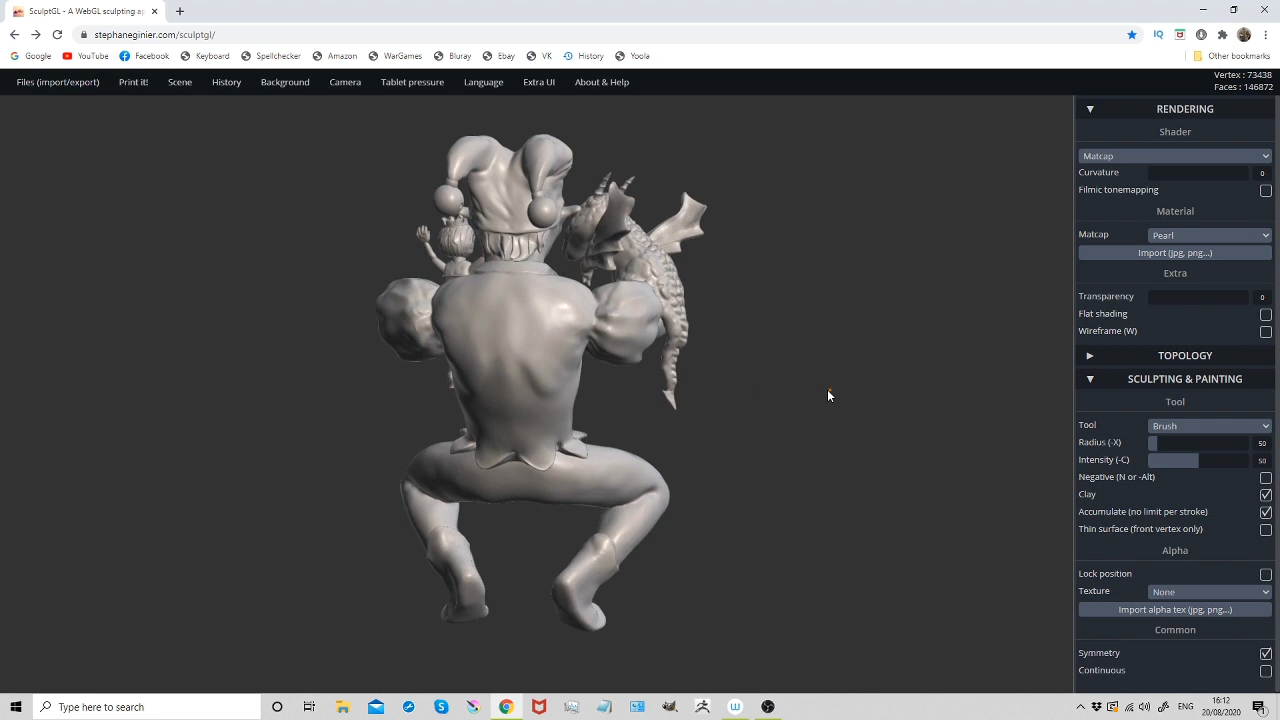 SculptGL - A WebGL sculpting ap
stephaneginier.com/sculptgl/
Google YouTube Facebook Keyboard Spellchecker Amazon WarGames Bluray Ebay VK History Yoola Other bookmarks
Files (import/export) Print it! Scene History Background Camera Tablet pressure Language Extra UI About & Help
Vertex : 73438
Faces : 146872
RENDERING
Shader
Matcap
Curvature 0
Filmic tonemapping
Material
Matcap Pearl
Import (jpg, png...)
Extra
Transparency 0
Flat shading
Wireframe (W)
TOPOLOGY
SCULPTING & PAINTING
Tool
Tool Brush
Radius (-X) 50
Intensity (-C) 50
Negative (N or -Alt)
Clay
Accumulate (no limit per stroke)
Thin surface (front vertex only)
Alpha
Lock position
Texture None
Import alpha tex (jpg, png...)
Common
Symmetry
Continuous
Type here to search
ENG
16:12
20/08/2020